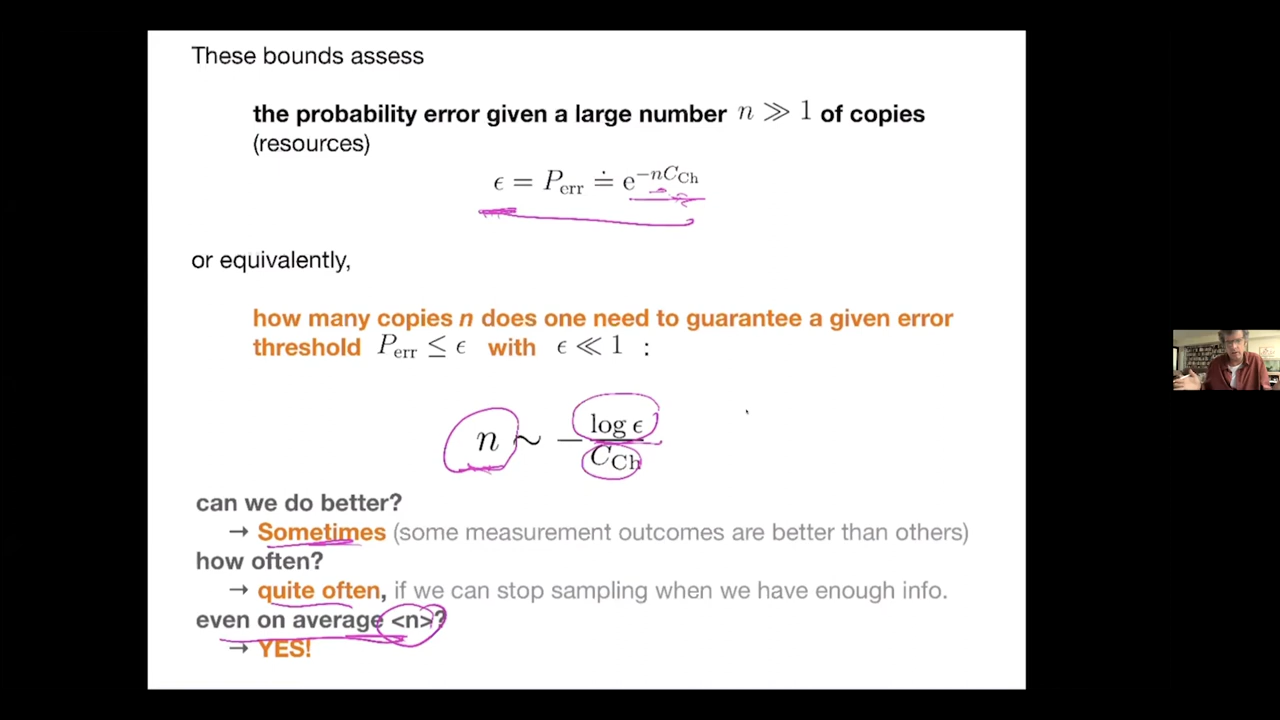 These bounds assess
the probability error given a large number n ≫ 1 of copies
(resources)
ϵ = P_err ≐ e^{−nC_Ch}
or equivalently,
how many copies n does one need to guarantee a given error
threshold P_err ≤ ϵ with ϵ ≪ 1 :
n ∼ − log ϵ / C_Ch
can we do better?
→ Sometimes (some measurement outcomes are better than others)
how often?
→ quite often, if we can stop sampling when we have enough info.
even on average <n>?
→ YES!